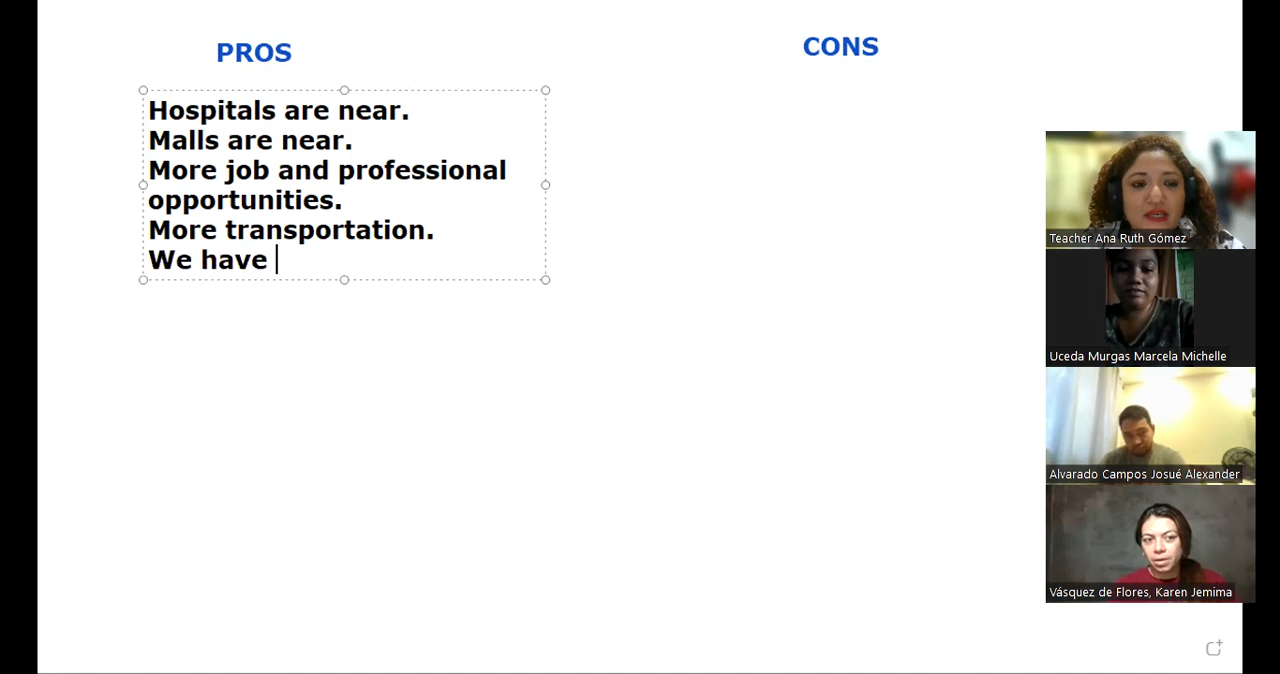 PROS
CONS
Hospitals are near.
Malls are near.
More job and professional
opportunities.
More transportation.
We have
Teacher Ana Ruth Gómez
Uceda Murgas Marcela Michelle
Alvarado Campos Josué Alexander
Vásquez de Flores, Karen Jemima